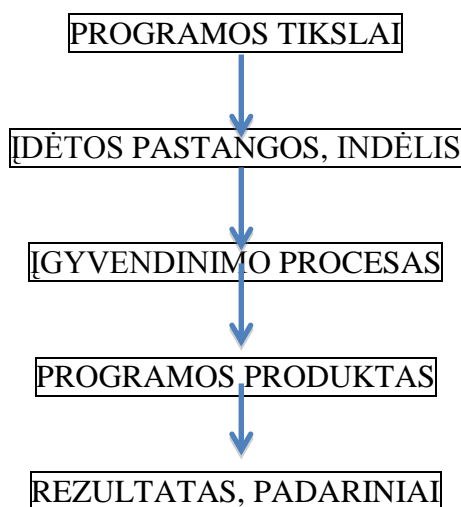 PROGRAMOS TIKSLAI
ĮDĖTOS PASTANGOS, INDĖLIS
ĮGYVENDINIMO PROCESAS
PROGRAMOS PRODUKTAS
REZULTATAS, PADARINIAI